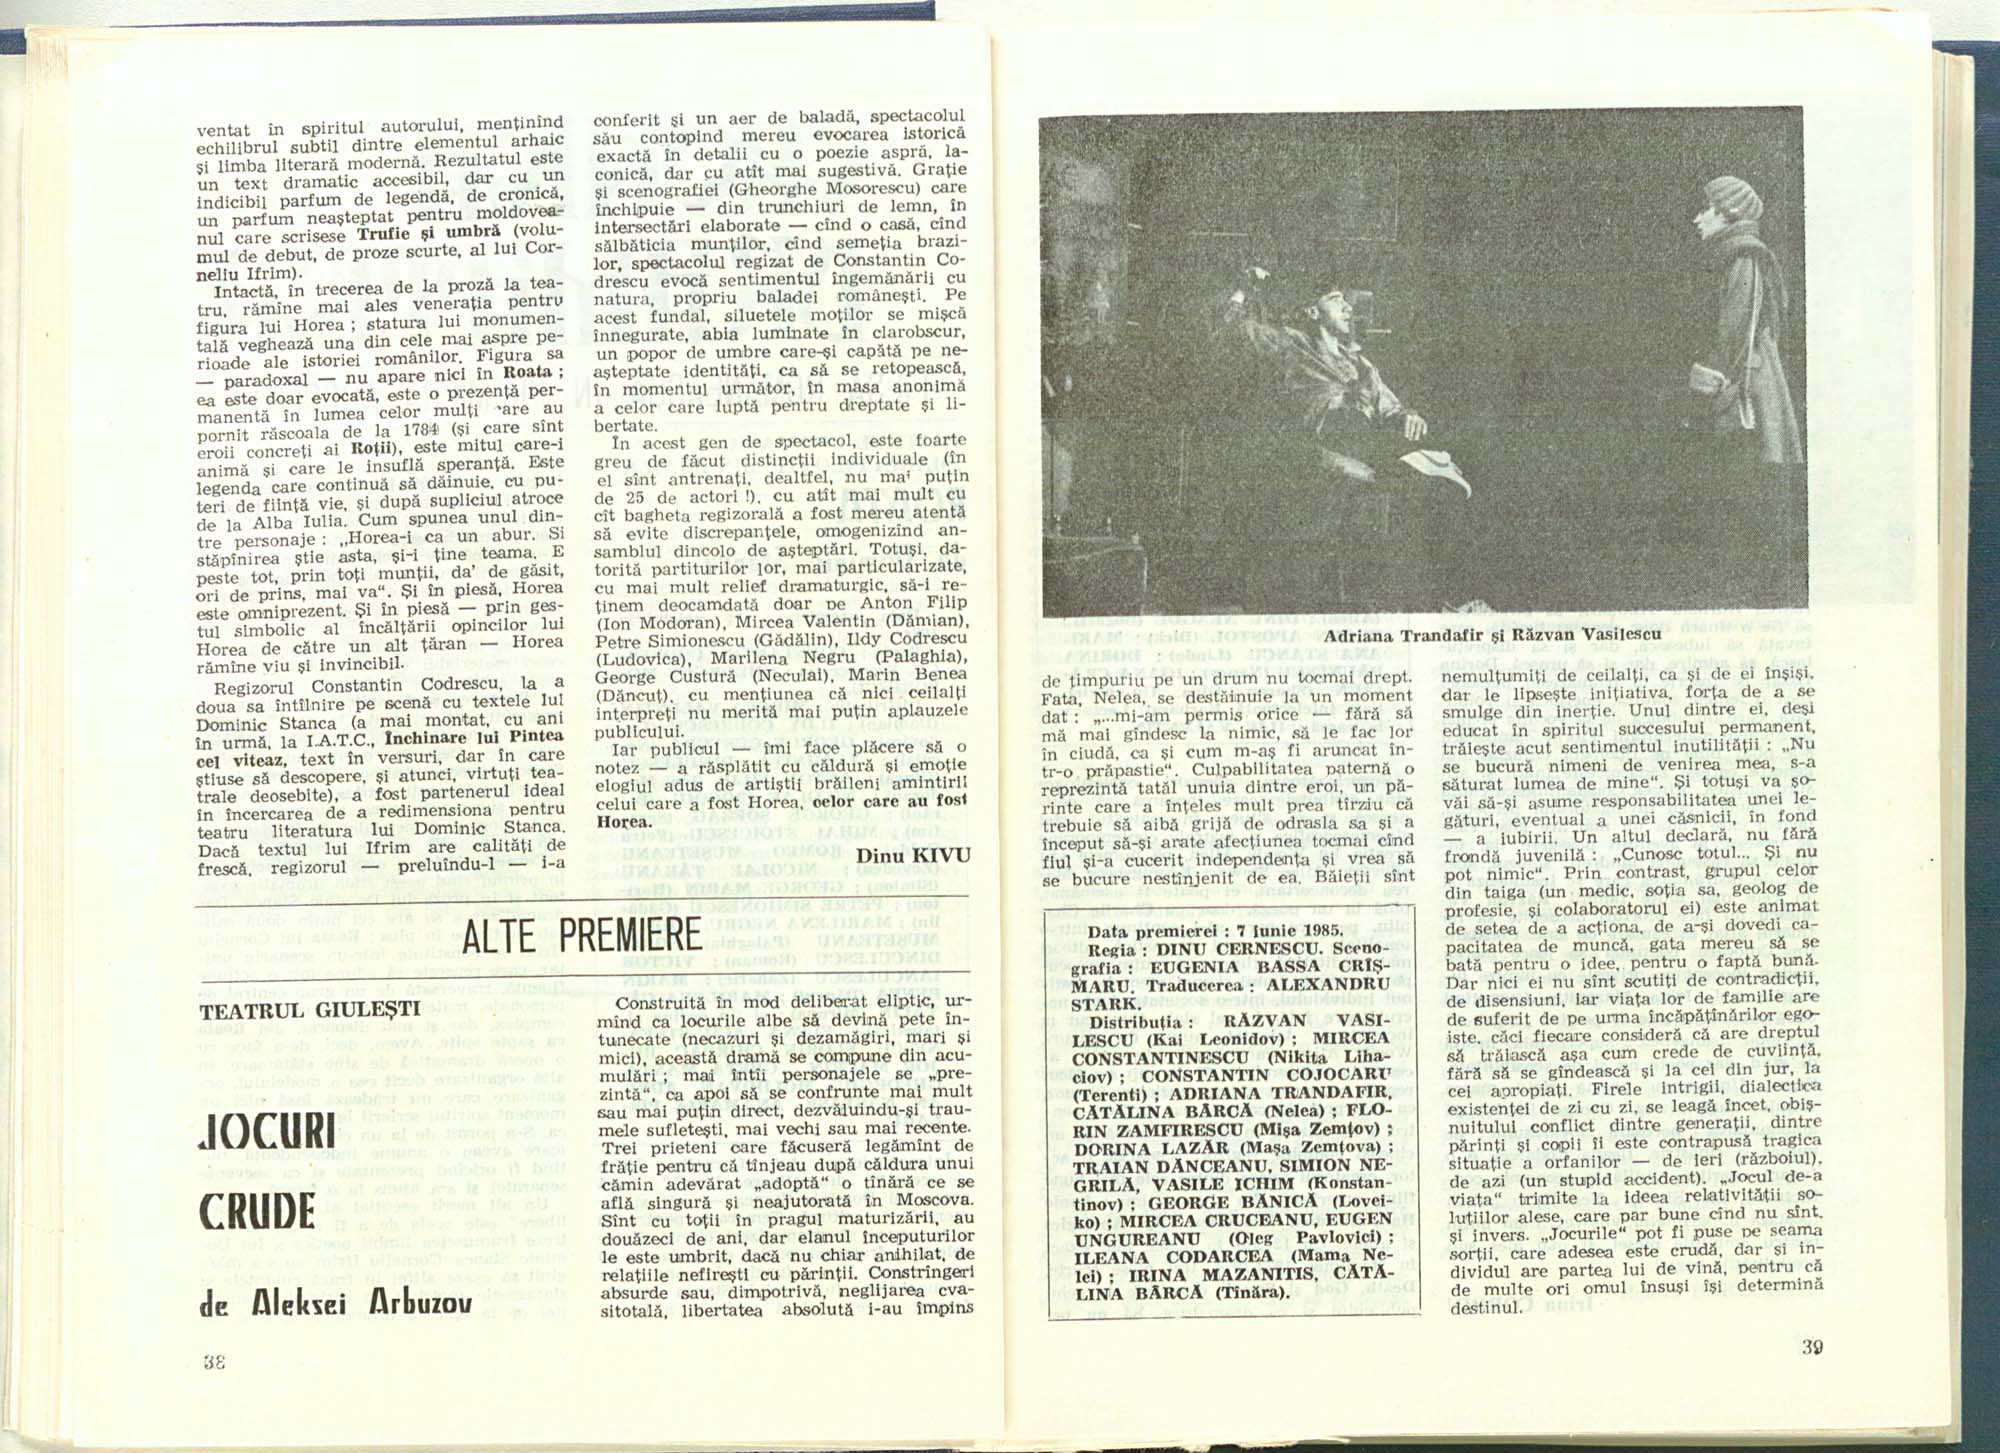 ventat în spiritul autorului, menținînd
echilibrul subtil dintre elementul arhaic
și limba literară modernă. Rezultatul este
un text dramatic accesibil, dar cu un
indicibil parfum de legendă, de cronică,
un parfum neașteptat pentru moldovea-
nul care scrisese Trufie și umbră (volu-
mul de debut, de proze scurte, al lui Cor-
neliu Ifrim).
Intactă, în trecerea de la proză la tea-
tru, rămîne mai ales venerația pentru
figura lui Horea ; statura lui monumen-
tală veghează una din cele mai aspre pe-
rioade ale istoriei românilor. Figura sa
— paradoxal — nu apare nici în Roata ;
ea este doar evocată, este o prezență per-
manentă în lumea celor mulți care au
pornit răscoala de la 1784 (și care sînt
eroii concreți ai Roții), este mitul care-i
animă și care le insuflă speranță. Este
legenda care continuă să dăinuie, cu pu-
teri de ființă vie, și după supliciul atroce
de la Alba Iulia. Cum spunea unul din-
tre personaje : „Horea-i ca un abur. Si
stăpînirea știe asta, și-i ține teama. E
peste tot, prin toți munții, da' de găsit,
ori de prins, mai va“. Și în piesă, Horea
este omniprezent. Și în piesă — prin ges-
tul simbolic al încălțării opincilor lui
Horea de către un alt țăran — Horea
rămîne viu și invincibil.
Regizorul Constantin Codrescu, la a
doua sa întîlnire pe scenă cu textele lui
Dominic Stanca (a mai montat, cu ani
în urmă, la I.A.T.C., Închinare lui Pintea
cel viteaz, text în versuri, dar în care
știuse să descopere, și atunci, virtuți tea-
trale deosebite), a fost partenerul ideal
în încercarea de a redimensiona pentru
teatru literatura lui Dominic Stanca.
Dacă textul lui Ifrim are calități de
frescă, regizorul — preluîndu-l — i-a
conferit și un aer de baladă, spectacolul
său contopind mereu evocarea istorică
exactă în detalii cu o poezie aspră, la-
conică, dar cu atît mai sugestivă. Grație
și scenografiei (Gheorghe Mosorescu) care
închipuie — din trunchiuri de lemn, în
intersectări elaborate — cînd o casă, cînd
sălbăticia munților, cînd semeția brazi-
lor, spectacolul regizat de Constantin Co-
drescu evocă sentimentul îngemănării cu
natura, propriu baladei românești. Pe
acest fundal, siluetele moților se mișcă
înnegurate, abia luminate în clarobscur,
un popor de umbre care-și capătă pe ne-
așteptate identități, ca să se retopească,
în momentul următor, în masa anonimă
a celor care luptă pentru dreptate și li-
bertate.
În acest gen de spectacol, este foarte
greu de făcut distincții individuale (în
el sînt antrenați, dealtfel, nu mai puțin
de 25 de actori !), cu atît mai mult cu
cît bagheta regizorală a fost mereu atentă
să evite discrepanțele, omogenizînd an-
samblul dincolo de așteptări. Totuși, da-
torită partiturilor lor, mai particularizate,
cu mai mult relief dramaturgic, să-i re-
ținem deocamdată doar pe Anton Filip
(Ion Modoran), Mircea Valentin (Dămian),
Petre Simionescu (Gădălin), Ildy Codrescu
(Ludovica), Marilena Negru (Palaghia),
George Custură (Neculai), Marin Benea
(Dăncuț), cu mențiunea că nici ceilalți
interpreți nu merită mai puțin aplauzele
publicului.
Iar publicul — îmi face plăcere să o
notez — a răsplătit cu căldură și emoție
elogiul adus de artiștii brăileni amintirii
celui care a fost Horea, celor care au fost
Horea.
Dinu KIVU
ALTE PREMIERE
TEATRUL GIULEȘTI
JOCURI
CRUDE
de Aleksei Arbuzov
Construită în mod deliberat eliptic, ur-
mînd ca locurile albe să devină pete în-
tunecate (necazuri și dezamăgiri, mari și
mici), această dramă se compune din acu-
mulări ; mai întîi personajele se „pre-
zintă“, ca apoi să se confrunte mai mult
sau mai puțin direct, dezvăluindu-și trau-
mele sufletești, mai vechi sau mai recente.
Trei prieteni care făcuseră legămînt de
frăție pentru că tînjeau după căldura unui
cămin adevărat „adoptă“ o tînără ce se
află singură și neajutorată în Moscova.
Sînt cu toții în pragul maturizării, au
douăzeci de ani, dar elanul începuturilor
le este umbrit, dacă nu chiar anihilat, de
relațiile nefirești cu părinții. Constrîngeri
absurde sau, dimpotrivă, neglijarea cva-
sitotală, libertatea absolută i-au împins
38
Adriana Trandafir și Răzvan Vasilescu
de timpuriu pe un drum nu tocmai drept.
Fata, Nelea, se destăinuie la un moment
dat : „...mi-am permis orice — fără să
mă mai gîndesc la nimic, să le fac lor
în ciudă, ca și cum m-aș fi aruncat în-
tr-o prăpastie“. Culpabilitatea paternă o
reprezintă tatăl unuia dintre eroi, un pă-
rinte care a înțeles mult prea tîrziu că
trebuie să aibă grijă de odrasla sa și a
început să-și arate afecțiunea tocmai cînd
fiul și-a cucerit independența și vrea să
se bucure nestînjenit de ea. Băieții sînt
Data premierei : 7 iunie 1985.
Regia : DINU CERNESCU. Sceno-
grafia : EUGENIA BASSA CRÎȘ-
MARU. Traducerea : ALEXANDRU
STARK.
Distribuția : RĂZVAN VASI-
LESCU (Kai Leonidov) ; MIRCEA
CONSTANTINESCU (Nikita Liha-
ciov) ; CONSTANTIN COJOCARU
(Terenti) ; ADRIANA TRANDAFIR,
CĂTĂLINA BÂRCĂ (Nelea) ; FLO-
RIN ZAMFIRESCU (Mișa Zemțov) ;
DORINA LAZĂR (Mașa Zemțova) ;
TRAIAN DĂNCEANU, SIMION NE-
GRILĂ, VASILE ICHIM (Konstan-
tinov) ; GEORGE BĂNICĂ (Lovei-
ko) ; MIRCEA CRUCEANU, EUGEN
UNGUREANU (Oleg Pavlovici) ;
ILEANA CODARCEA (Mama Ne-
lei) ; IRINA MAZANITIS, CĂTĂ-
LINA BÂRCĂ (Tînăra).
nemulțumiți de ceilalți, ca și de ei înșiși,
dar le lipsește inițiativa, forța de a se
smulge din inerție. Unul dintre ei, deși
educat în spiritul succesului permanent,
trăiește acut sentimentul inutilității : „Nu
se bucură nimeni de venirea mea, s-a
săturat lumea de mine“. Și totuși va șo-
văi să-și asume responsabilitatea unei le-
gături, eventual a unei căsnicii, în fond
— a iubirii. Un altul declară, nu fără
frondă juvenilă : „Cunosc totul... Și nu
pot nimic“. Prin contrast, grupul celor
din taiga (un medic, soția sa, geolog de
profesie, și colaboratorul ei) este animat
de setea de a acționa, de a-și dovedi ca-
pacitatea de muncă, gata mereu să se
bată pentru o idee, pentru o faptă bună.
Dar nici ei nu sînt scutiți de contradicții,
de disensiuni, iar viața lor de familie are
de suferit de pe urma încăpățînărilor ego-
iste, căci fiecare consideră că are dreptul
să trăiască așa cum crede de cuviință,
fără să se gîndească și la cei din jur, la
cei apropiați. Firele intrigii, dialectica
existenței de zi cu zi, se leagă încet, obiș-
nuitului conflict dintre generații, dintre
părinți și copii îi este contrapusă tragica
situație a orfanilor — de ieri (războiul),
de azi (un stupid accident). „Jocul de-a
viața“ trimite la ideea relativității so-
luțiilor alese, care par bune cînd nu sînt,
și invers. „Jocurile“ pot fi puse pe seama
sorții, care adesea este crudă, dar și in-
dividul are partea lui de vină, pentru că
de multe ori omul însuși își determină
destinul.
39